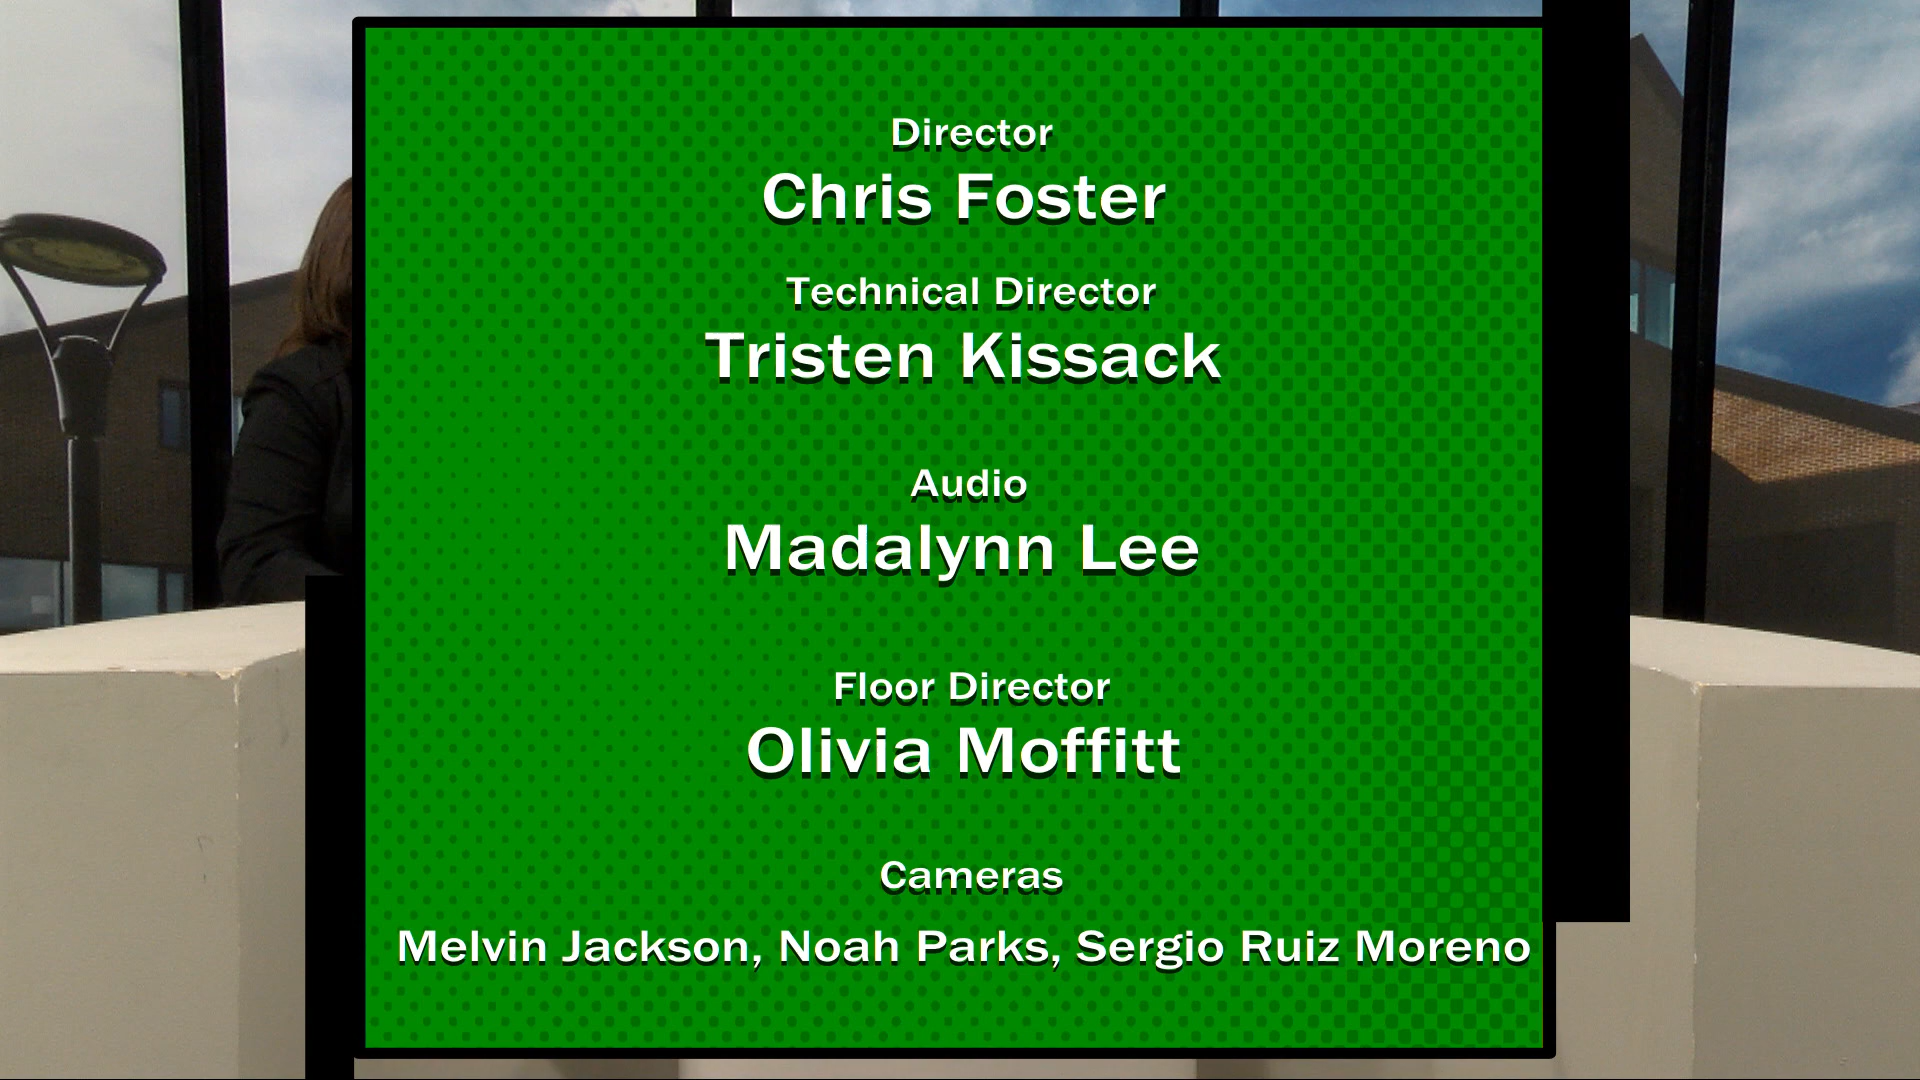 Director
Chris Foster
Technical Director
Tristen Kissack
Audio
Madalynn Lee
Floor Director
Olivia Moffitt
Cameras
Melvin Jackson, Noah Parks, Sergio Ruiz Moreno